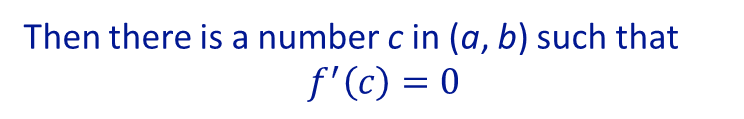 Then there is a number c in (a, b) such that
f′(c) = 0